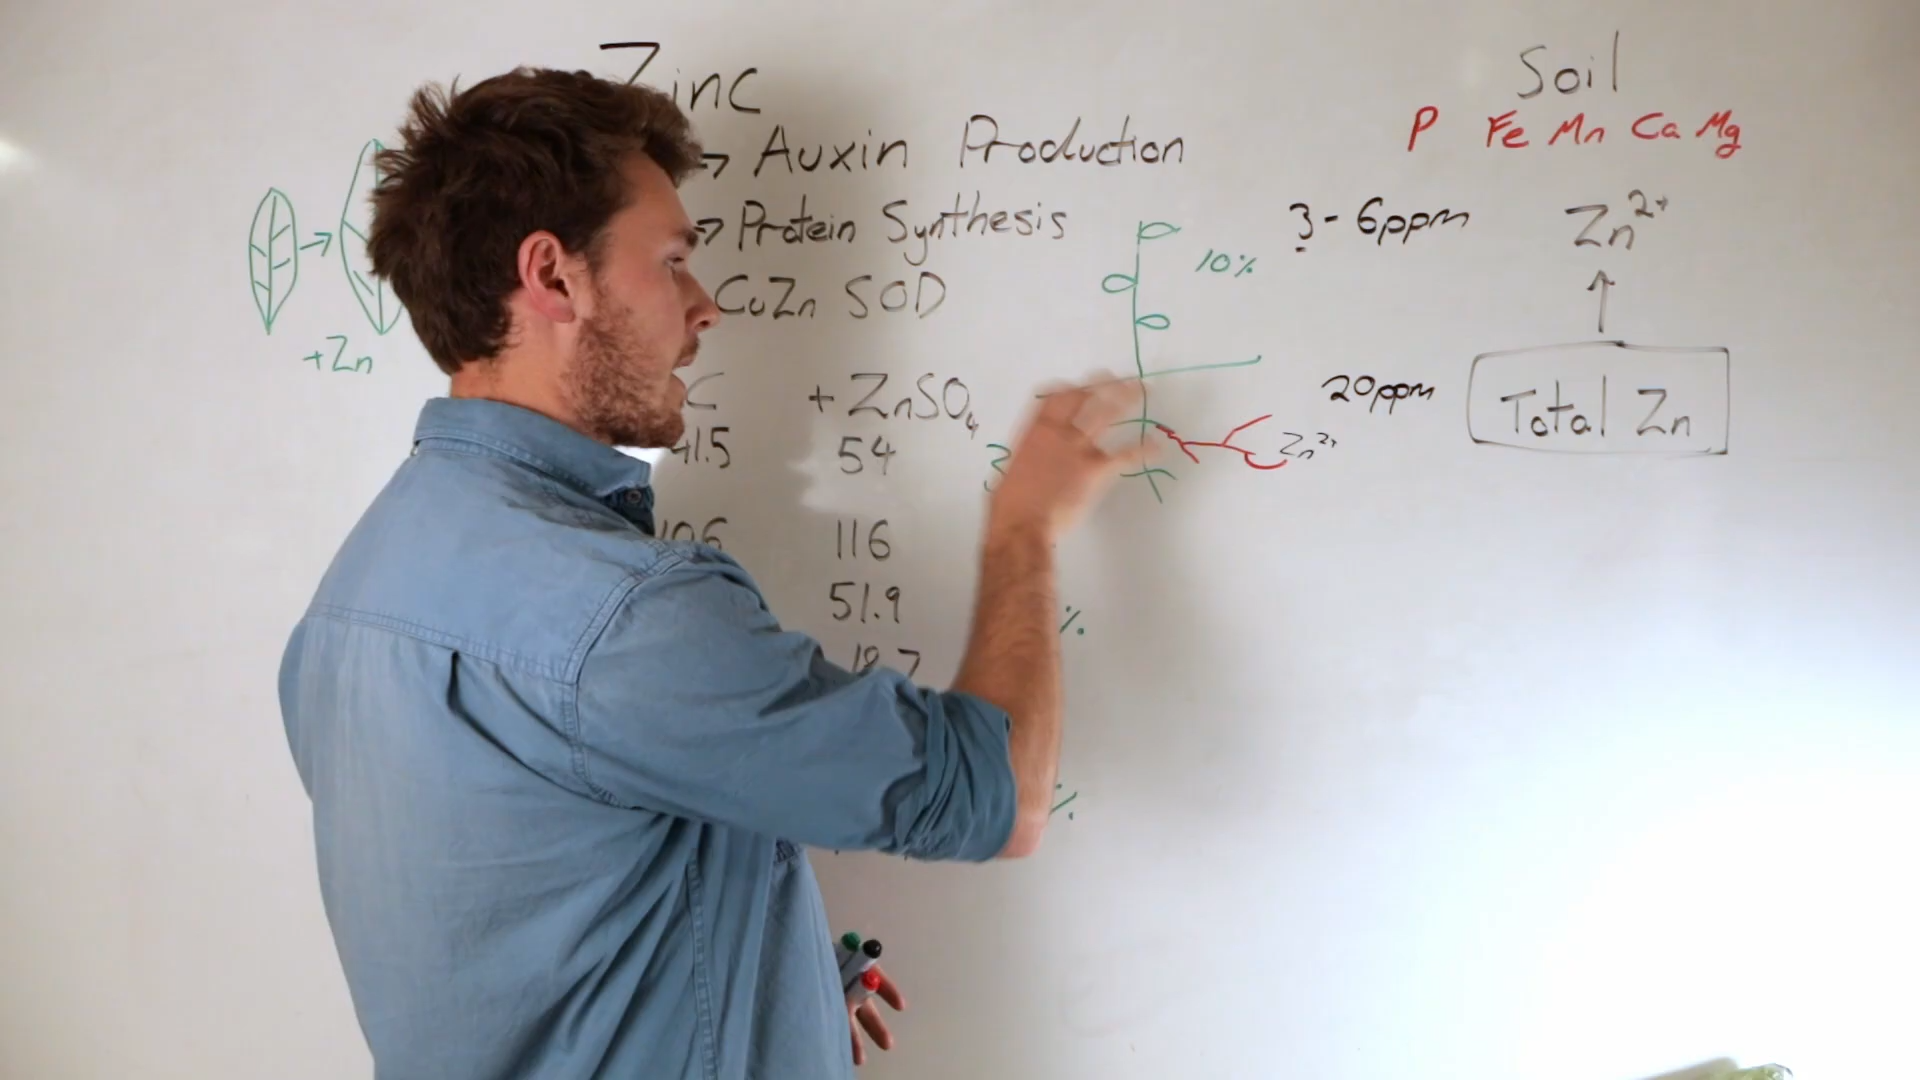 Zinc
→ Auxin Production
→ Protein Synthesis
CuZn SOD
+Zn
C + ZnSO₄
41.5 54
106 116
51.9
18.7
%
%
10%
Zn²⁺
Soil
P Fe Mn Ca Mg
3 - 6ppm Zn²⁺
↑
20ppm Total Zn